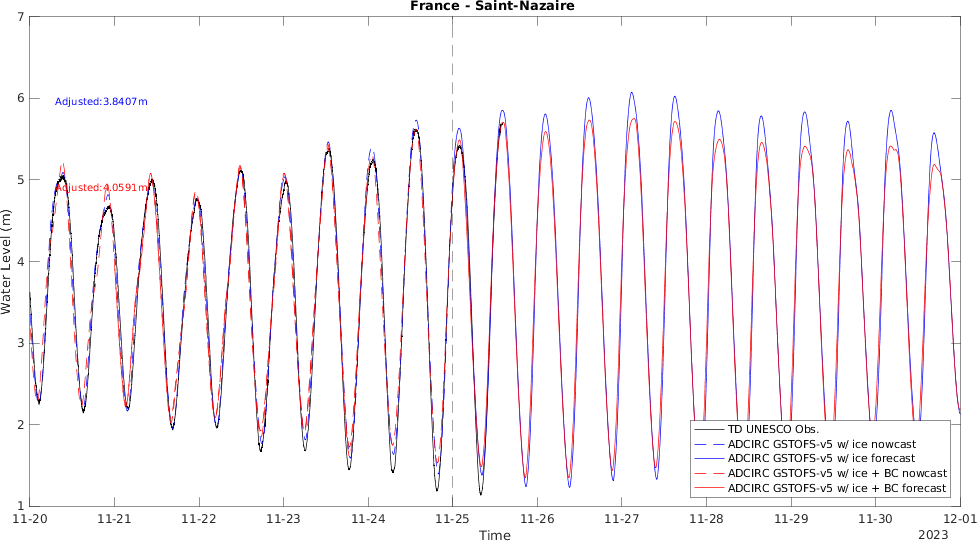 France - Saint-Nazaire
7
6
5
4
3
2
1
Water Level (m)
Adjusted:3.8407m
Adjusted:4.0591m
TD UNESCO Obs.
ADCIRC GSTOFS-v5 w/ ice nowcast
ADCIRC GSTOFS-v5 w/ ice forecast
ADCIRC GSTOFS-v5 w/ ice + BC nowcast
ADCIRC GSTOFS-v5 w/ ice + BC forecast
11-20 11-21 11-22 11-23 11-24 11-25 11-26 11-27 11-28 11-29 11-30 12-01
Time
2023